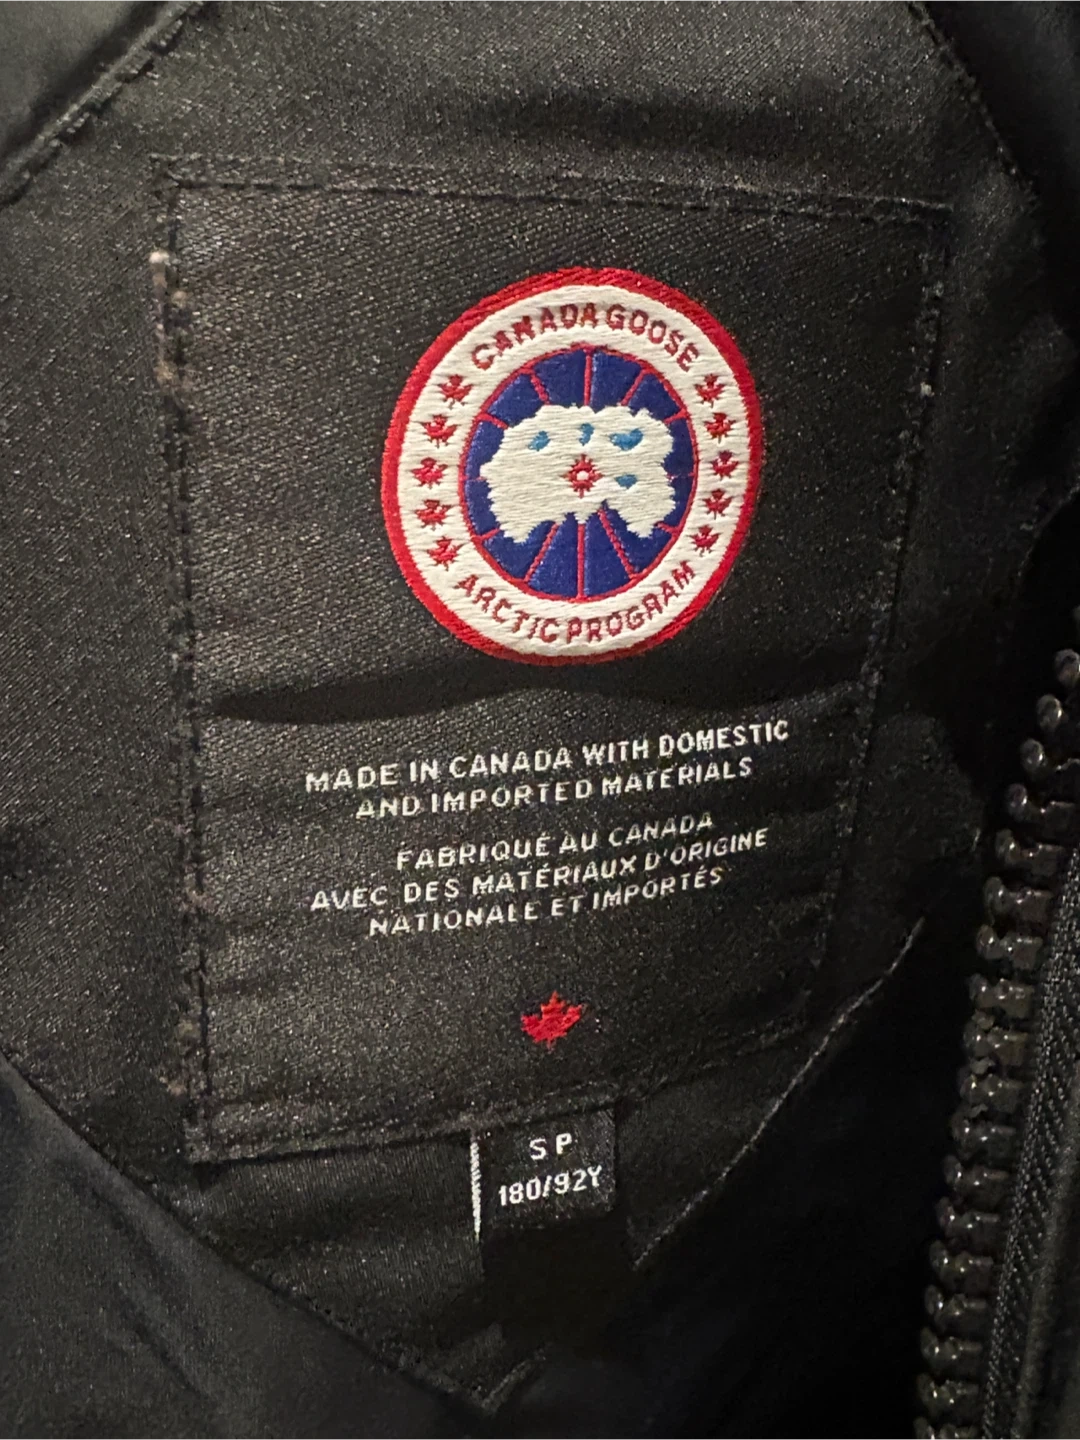 CANADA GOOSE
ARCTIC PROGRAM
MADE IN CANADA WITH DOMESTIC
AND IMPORTED MATERIALS
FABRIQUÉ AU CANADA
AVEC DES MATÉRIAUX D'ORIGINE
NATIONALE ET IMPORTÉS
S P
180/92Y